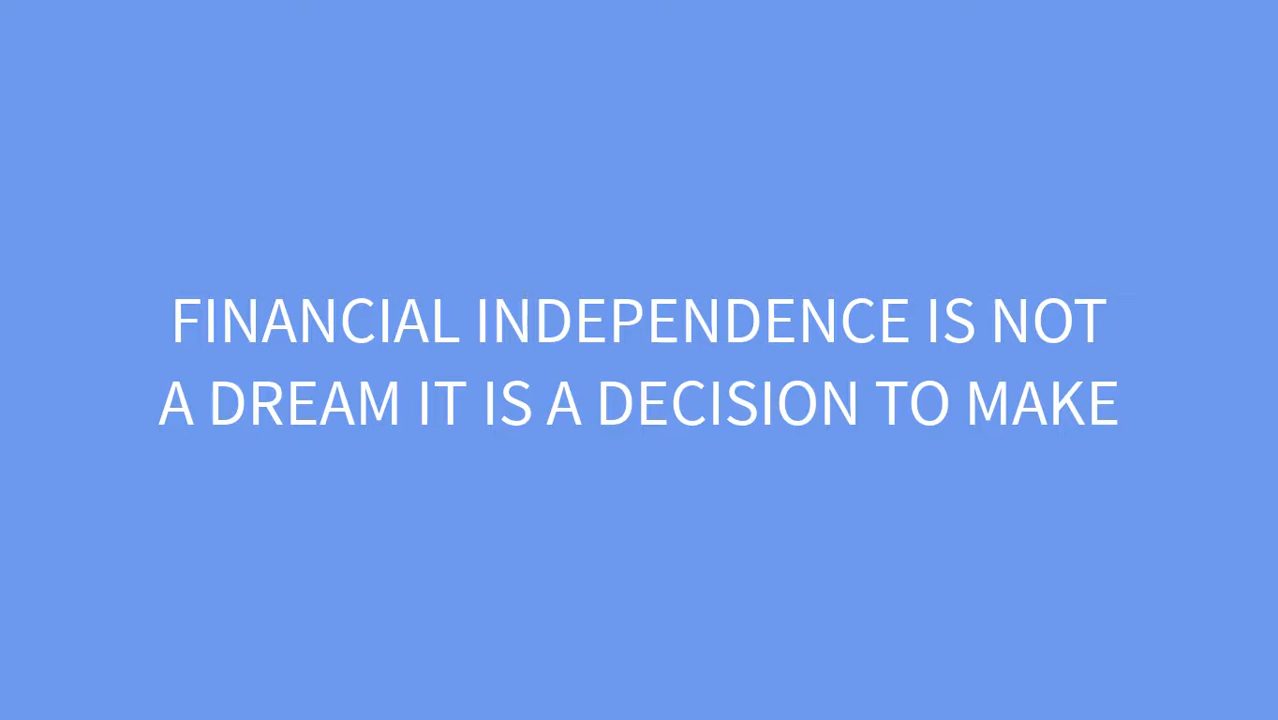 FINANCIAL INDEPENDENCE IS NOT
A DREAM IT IS A DECISION TO MAKE